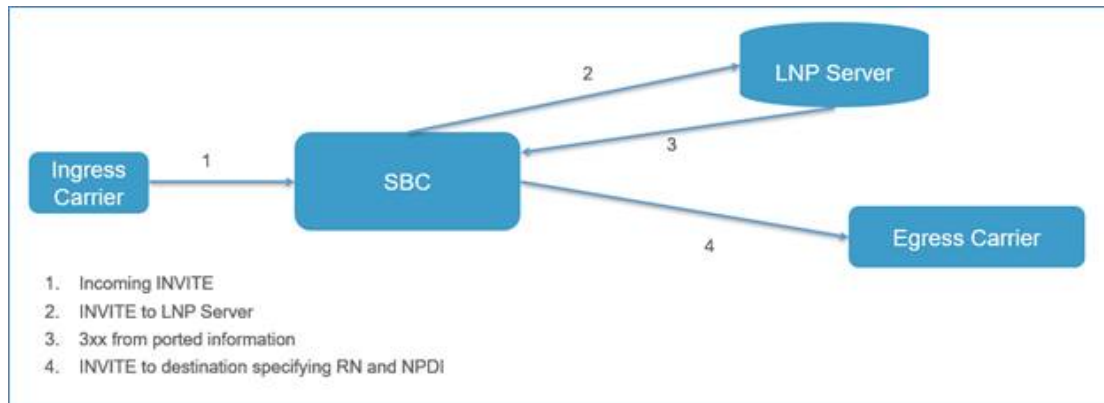 2
LNP Server
1
3
Ingress
Carrier
SBC
Egress Carrier
4
1. Incoming INVITE
2. INVITE to LNP Server
3. 3xx from ported information
4. INVITE to destination specifying RN and NPDI